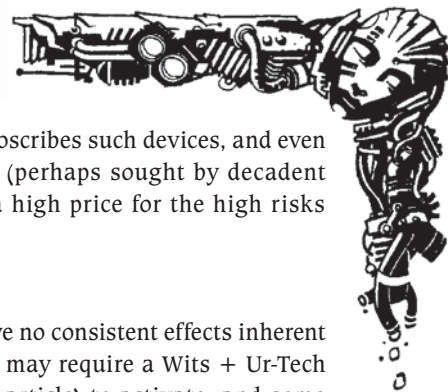 oscribes such devices, and even
(perhaps sought by decadent
a high price for the high risks
ve no consistent effects inherent
may require a Wits + Ur-Tech